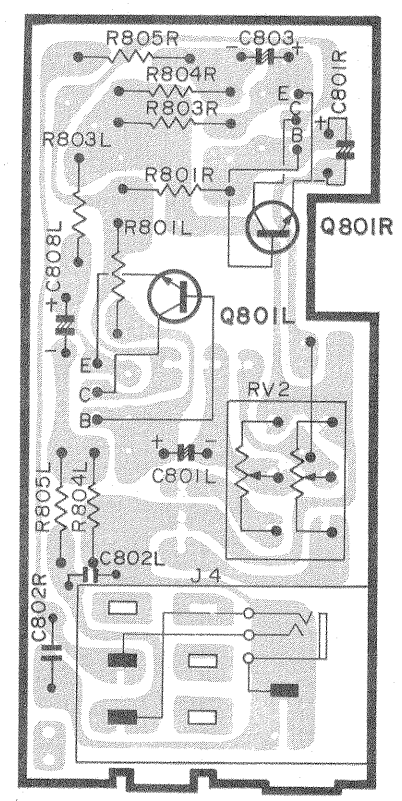 R805R
- C803 +
R804R
E
C801R
R803R
C
+
B
R803L
R801R
R801L
Q801R
C808L
+
-
Q801L
E
C
B
RV2
+ -
C801L
R805L
R804L
C802L
J4
C802R